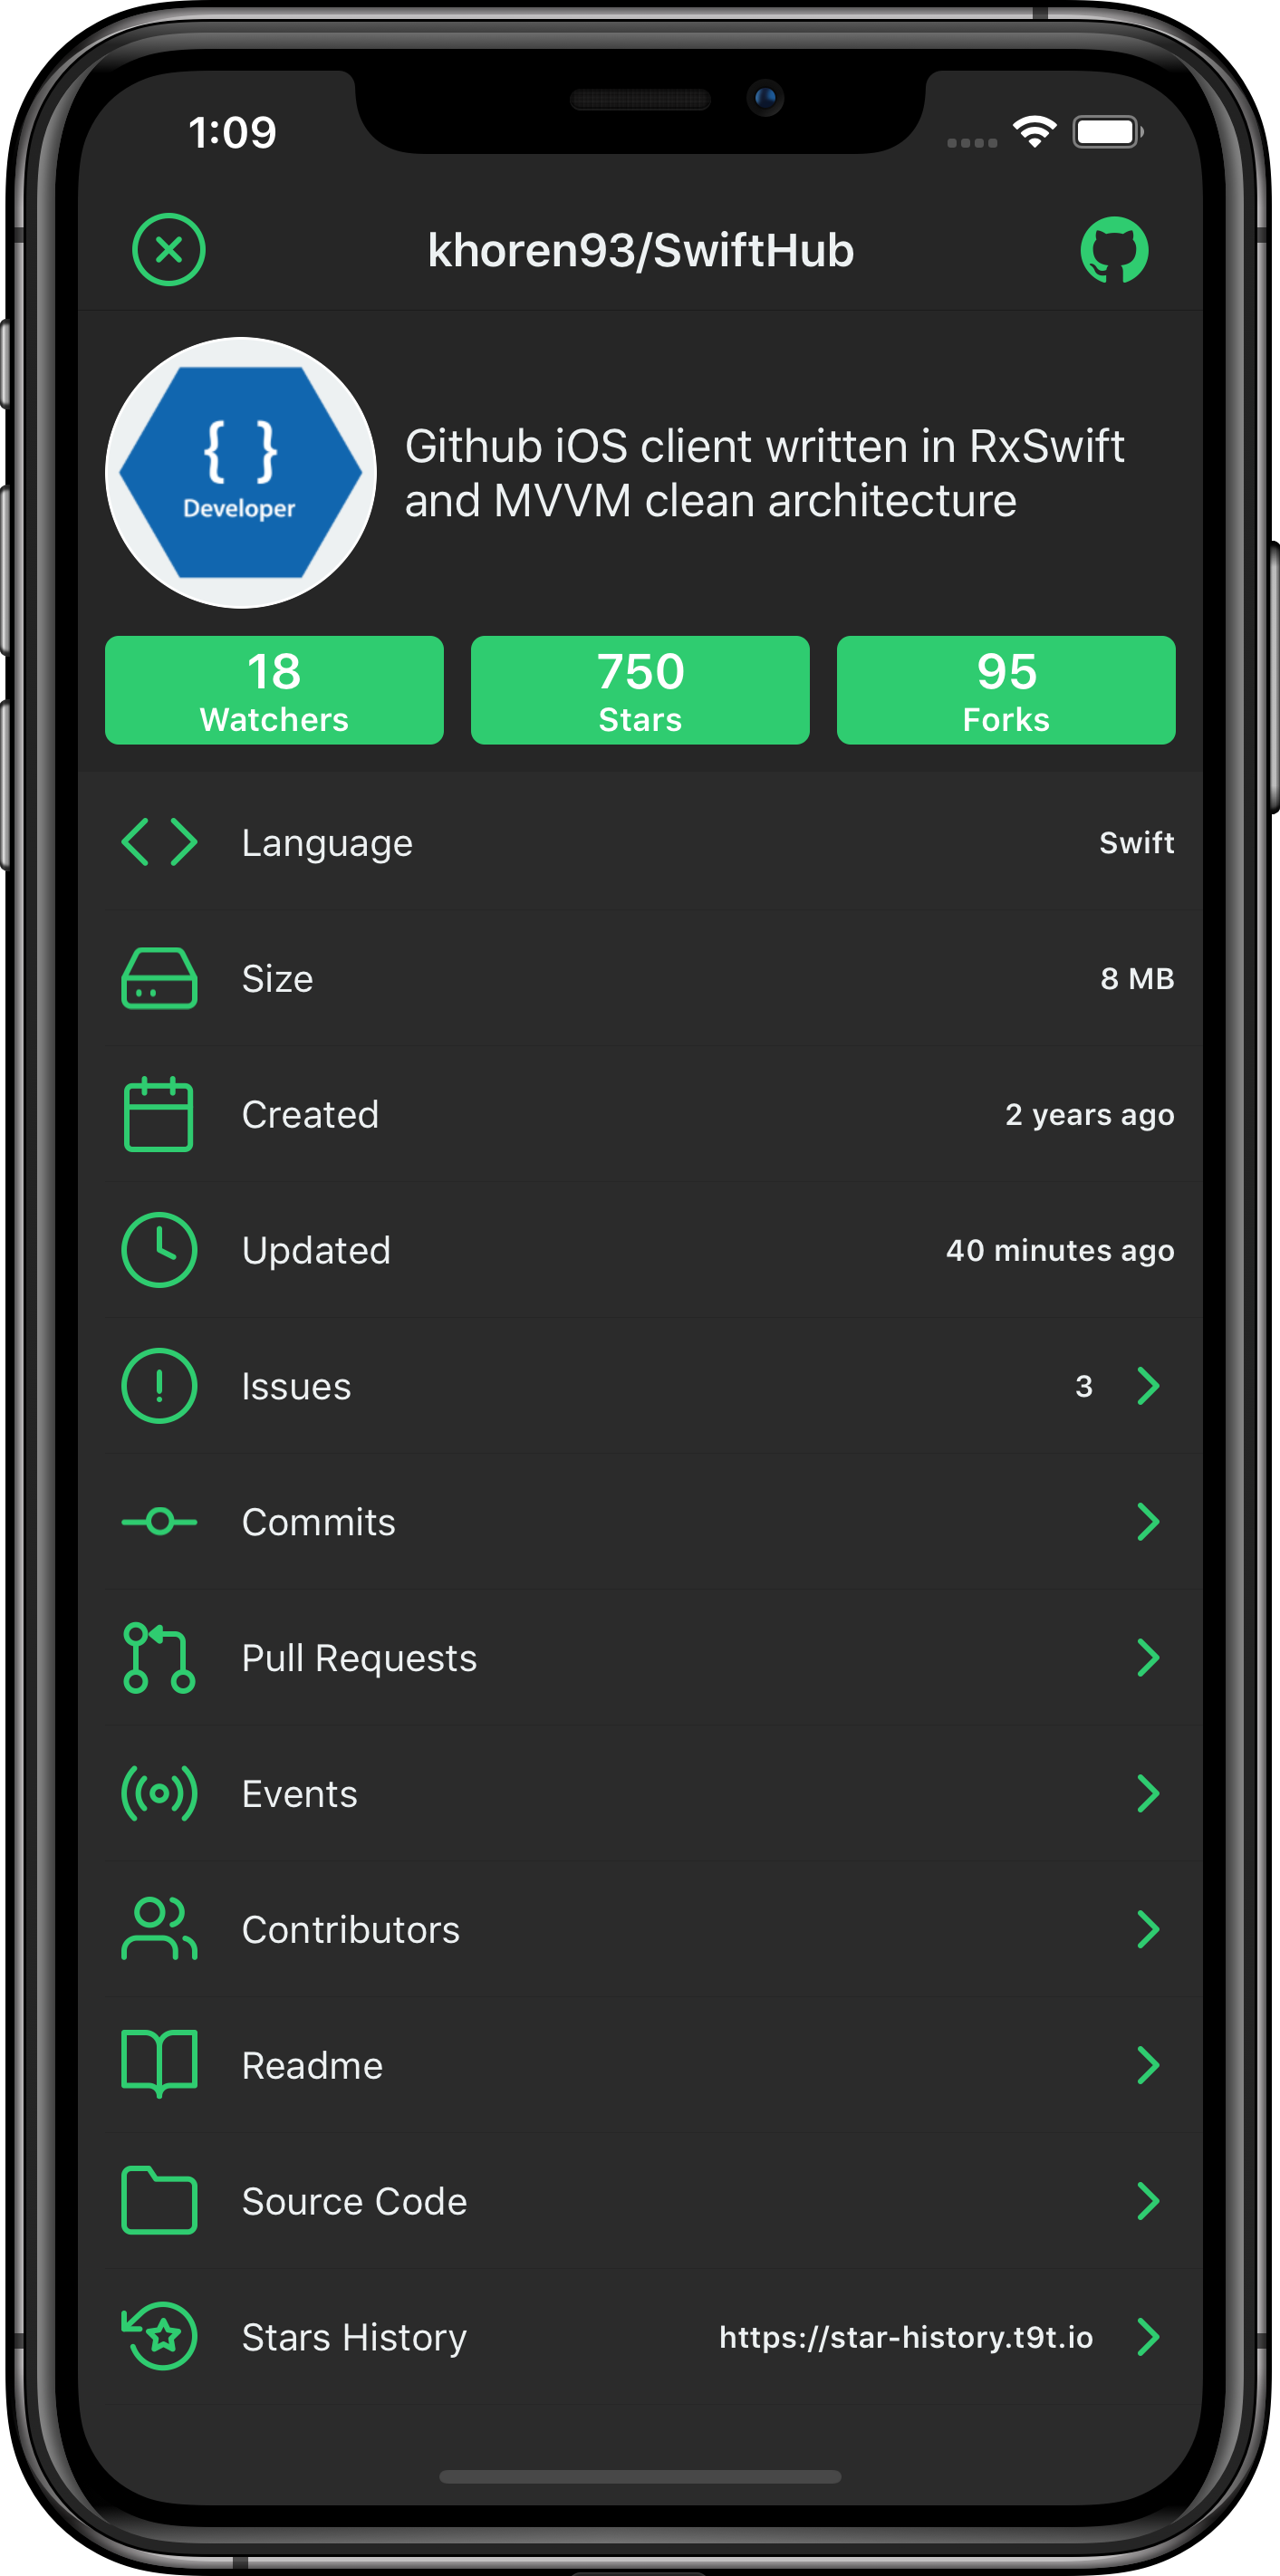 1:09
khoren93/SwiftHub
{ }
Developer
Github iOS client written in RxSwift
and MVVM clean architecture
18
Watchers
750
Stars
95
Forks
Language Swift
Size 8 MB
Created 2 years ago
Updated 40 minutes ago
Issues 3
Commits
Pull Requests
Events
Contributors
Readme
Source Code
Stars History https://star-history.t9t.io